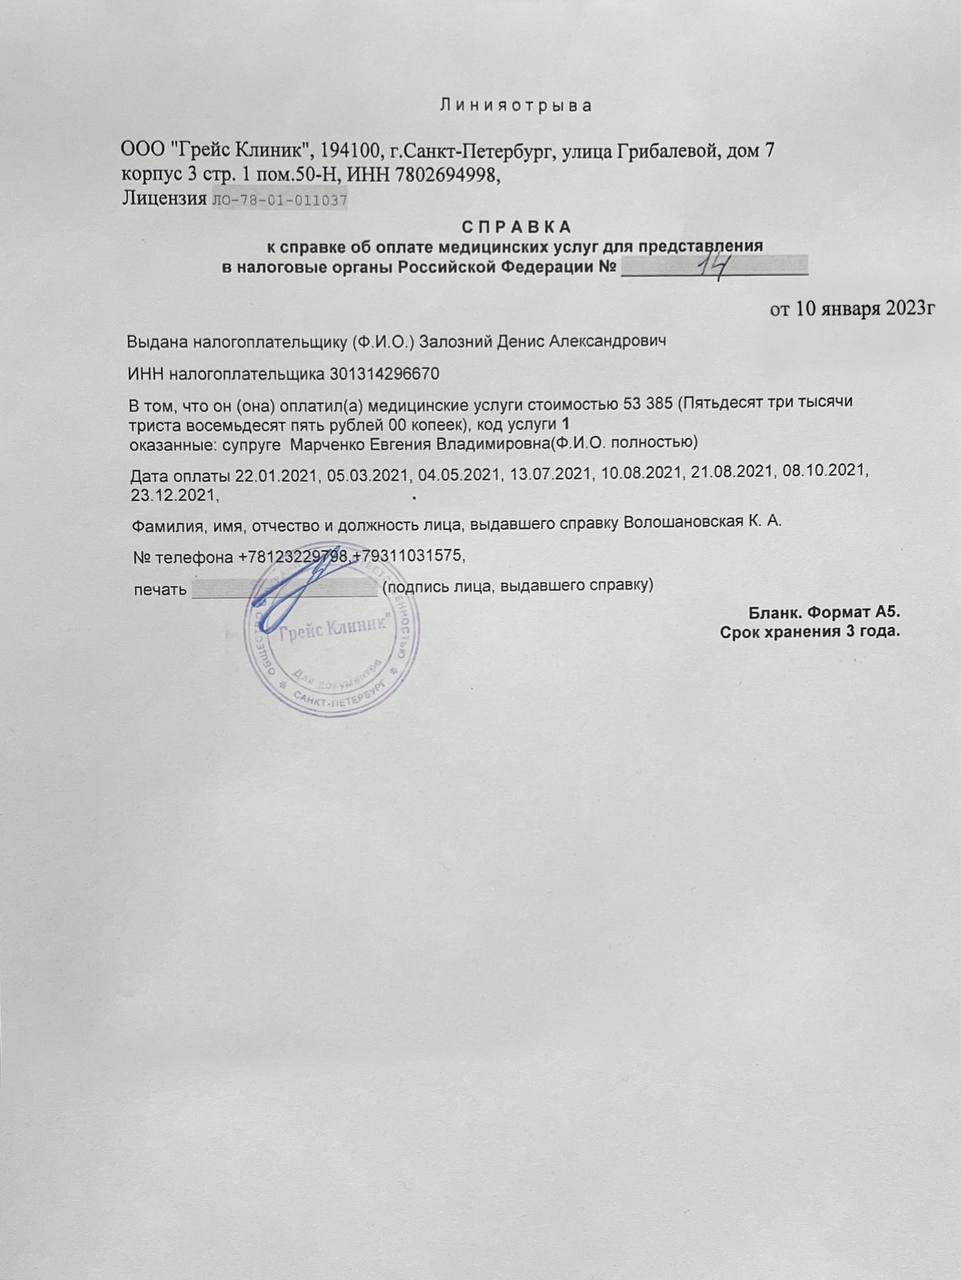 Линияотрыва
ООО "Грейс Клиник", 194100, г.Санкт-Петербург, улица Грибалевой, дом 7
корпус 3 стр. 1 пом.50-Н, ИНН 7802694998,
Лицензия ЛО-78-01-011037
СПРАВКА
к справке об оплате медицинских услуг для представления
в налоговые органы Российской Федерации № 14
от 10 января 2023г
Выдана налогоплательщику (Ф.И.О.) Залозний Денис Александрович
ИНН налогоплательщика 301314296670
В том, что он (она) оплатил(а) медицинские услуги стоимостью 53 385 (Пятьдесят три тысячи
триста восемьдесят пять рублей 00 копеек), код услуги 1
оказанные: супруге Марченко Евгения Владимировна(Ф.И.О. полностью)
Дата оплаты 22.01.2021, 05.03.2021, 04.05.2021, 13.07.2021, 10.08.2021, 21.08.2021, 08.10.2021,
23.12.2021,
Фамилия, имя, отчество и должность лица, выдавшего справку Волошановская К. А.
№ телефона +78123229798,+79311031575,
печать (подпись лица, выдавшего справку)
Бланк. Формат А5.
Срок хранения 3 года.
Грейс Клиник"
Для документов
САНКТ-ПЕТЕРБУРГ